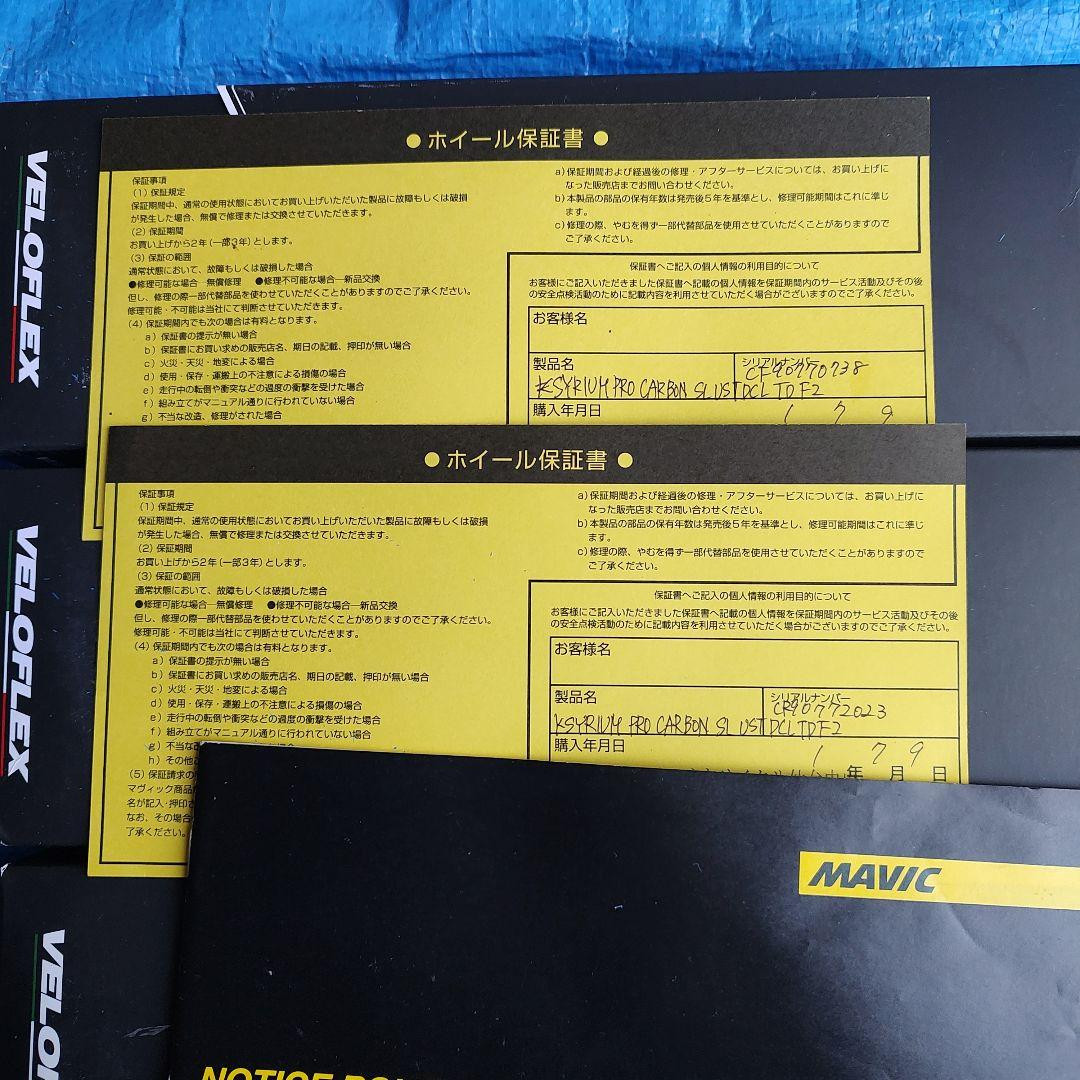 VELOFLEX
● ホイール保証書 ●
保証事項
(1) 保証規定
保証期間中、通常の使用状態においてお買い上げいただいた製品に故障もしくは破損
が発生した場合、無償で修理または交換させていただきます。
(2) 保証期間
お買い上げから2年(一部3年)とします。
(3) 保証の範囲
通常状態において、故障もしくは破損した場合
●修理可能な場合―無償修理 ●修理不可能な場合―新品交換
但し、修理の際一部代替部品を使わせていただくことがありますのでご了承ください。
修理可能・不可能は当社にて判断させていただきます。
(4) 保証期間内でも次の場合は有料となります。
a) 保証書の提示が無い場合
b) 保証書にお買い求めの販売店名、期日の記載、押印が無い場合
c) 火災・天災・地変による場合
d) 使用・保存・運搬上の不注意による損傷の場合
e) 走行中の転倒や衝突などの過度の衝撃を受けた場合
f) 組み立てがマニュアル通りに行われていない場合
g) 不当な改造、修理がされた場合
a) 保証期間および経過後の修理・アフターサービスについては、お買い上げに
なった販売店までお問い合わせください。
b) 本製品の部品の保有年数は発売後5年を基準とし、修理可能期間はこれに準じ
ます。
c) 修理の際、やむを得ず一部代替部品を使用させていただくことがありますので
ご了承ください。
保証書へご記入の個人情報の利用目的について
お客様にご記入いただきました保証書へ記載の個人情報を保証期間内のサービス活動及びその後
の安全点検活動のために記載内容を利用させていただく場合がございますのでご了承ください。
お客様名
製品名
KSYRIUM PRO CARBON SL UST DCL TDF2
シリアルナンバー
CF90770738
購入年月日
1 7 9
VELOFLEX
● ホイール保証書 ●
保証事項
(1) 保証規定
保証期間中、通常の使用状態においてお買い上げいただいた製品に故障もしくは破損
が発生した場合、無償で修理または交換させていただきます。
(2) 保証期間
お買い上げから2年(一部3年)とします。
(3) 保証の範囲
通常状態において、故障もしくは破損した場合
●修理可能な場合―無償修理 ●修理不可能な場合―新品交換
但し、修理の際一部代替部品を使わせていただくことがありますのでご了承ください。
修理可能・不可能は当社にて判断させていただきます。
(4) 保証期間内でも次の場合は有料となります。
a) 保証書の提示が無い場合
b) 保証書にお買い求めの販売店名、期日の記載、押印が無い場合
c) 火災・天災・地変による場合
d) 使用・保存・運搬上の不注意による損傷の場合
e) 走行中の転倒や衝突などの過度の衝撃を受けた場合
f) 組み立てがマニュアル通りに行われていない場合
g) 不当な
h) その他
(5) 保証請求の
マヴィック商品
名が記入・押印
なお、その場合
了承ください。
a) 保証期間および経過後の修理・アフターサービスについては、お買い上げに
なった販売店までお問い合わせください。
b) 本製品の部品の保有年数は発売後5年を基準とし、修理可能期間はこれに準じ
ます。
c) 修理の際、やむを得ず一部代替部品を使用させていただくことがありますので
ご了承ください。
保証書へご記入の個人情報の利用目的について
お客様にご記入いただきました保証書へ記載の個人情報を保証期間内のサービス活動及びその後
の安全点検活動のために記載内容を利用させていただく場合がございますのでご了承ください。
お客様名
製品名
KSYRIUM PRO CARBON SL UST DCL TDF2
シリアルナンバー
CR90772023
購入年月日
1 年 7 月 9 日
VELO
MAVIC
NOTICE